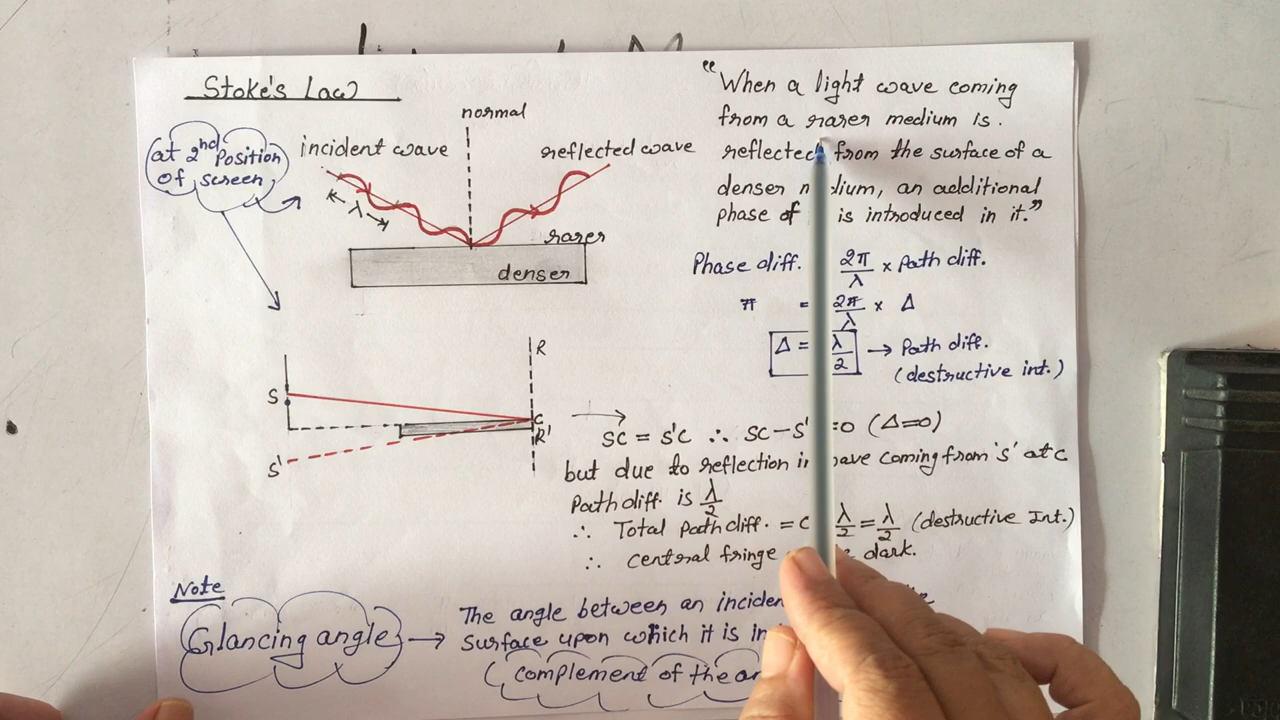 Stoke's Law
at 2nd Position
of screen
incident wave
normal
reflected wave
λ
rarer
denser
"When a light wave coming
from a rarer medium is.
reflected from the surface of a
denser medium, an additional
phase of is introduced in it."
Phase diff. 2π/λ × Path diff.
π = 2π/λ × Δ
Δ = λ/2 → Path diff.
(destructive int.)
R
S
C
R'
S'
→ SC = S'C ∴ SC - S' =0 (Δ=0)
but due to reflection in wave coming from 's' at c
Path diff. is λ/2
∴ Total Path diff. = λ/2 = λ/2 (destructive Int.)
∴ central fringe dark.
Note
Glancing angle → The angle between an
surface upon which it is
(complement of the